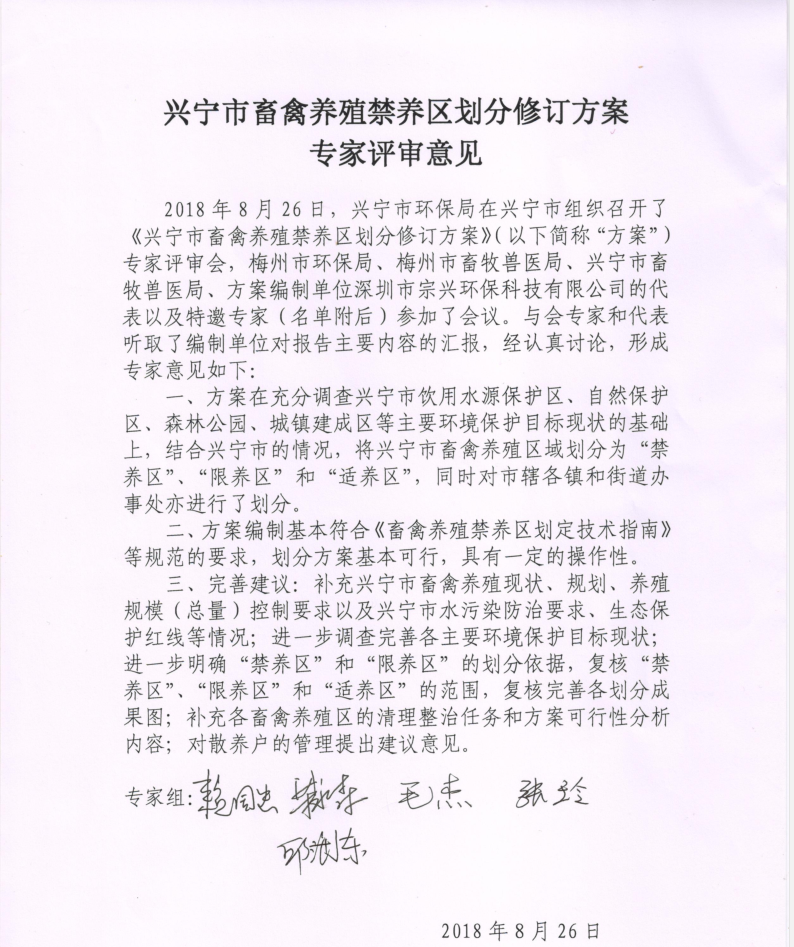 兴宁市畜禽养殖禁养区划分修订方案
专家评审意见
2018 年 8 月 26 日，兴宁市环保局在兴宁市组织召开了
《兴宁市畜禽养殖禁养区划分修订方案》（以下简称“方案”）
专家评审会，梅州市环保局、梅州市畜牧兽医局、兴宁市畜
牧兽医局、方案编制单位深圳市宗兴环保科技有限公司的代
表以及特邀专家（名单附后）参加了会议。与会专家和代表
听取了编制单位对报告主要内容的汇报，经认真讨论，形成
专家意见如下：
一、方案在充分调查兴宁市饮用水源保护区、自然保护
区、森林公园、城镇建成区等主要环境保护目标现状的基础
上，结合兴宁市的情况，将兴宁市畜禽养殖区域划分为“禁
养区”、“限养区” 和 “适养区”，同时对市辖各镇和街道办
事处亦进行了划分。
二、方案编制基本符合《畜禽养殖禁养区划定技术指南》
等规范的要求，划分方案基本可行，具有一定的操作性。
三、完善建议：补充兴宁市畜禽养殖现状、规划、养殖
规模（总量）控制要求以及兴宁市水污染防治要求、生态保
护红线等情况；进一步调查完善各主要环境保护目标现状；
进一步明确 “禁养区” 和 “限养区” 的划分依据，复核 “禁
养区”、“限养区” 和 “适养区” 的范围，复核完善各划分成
果图；补充各畜禽养殖区的清理整治任务和方案可行性分析
内容；对散养户的管理提出建议意见。
专家组： 毛杰 张玲
2018 年 8 月 26 日